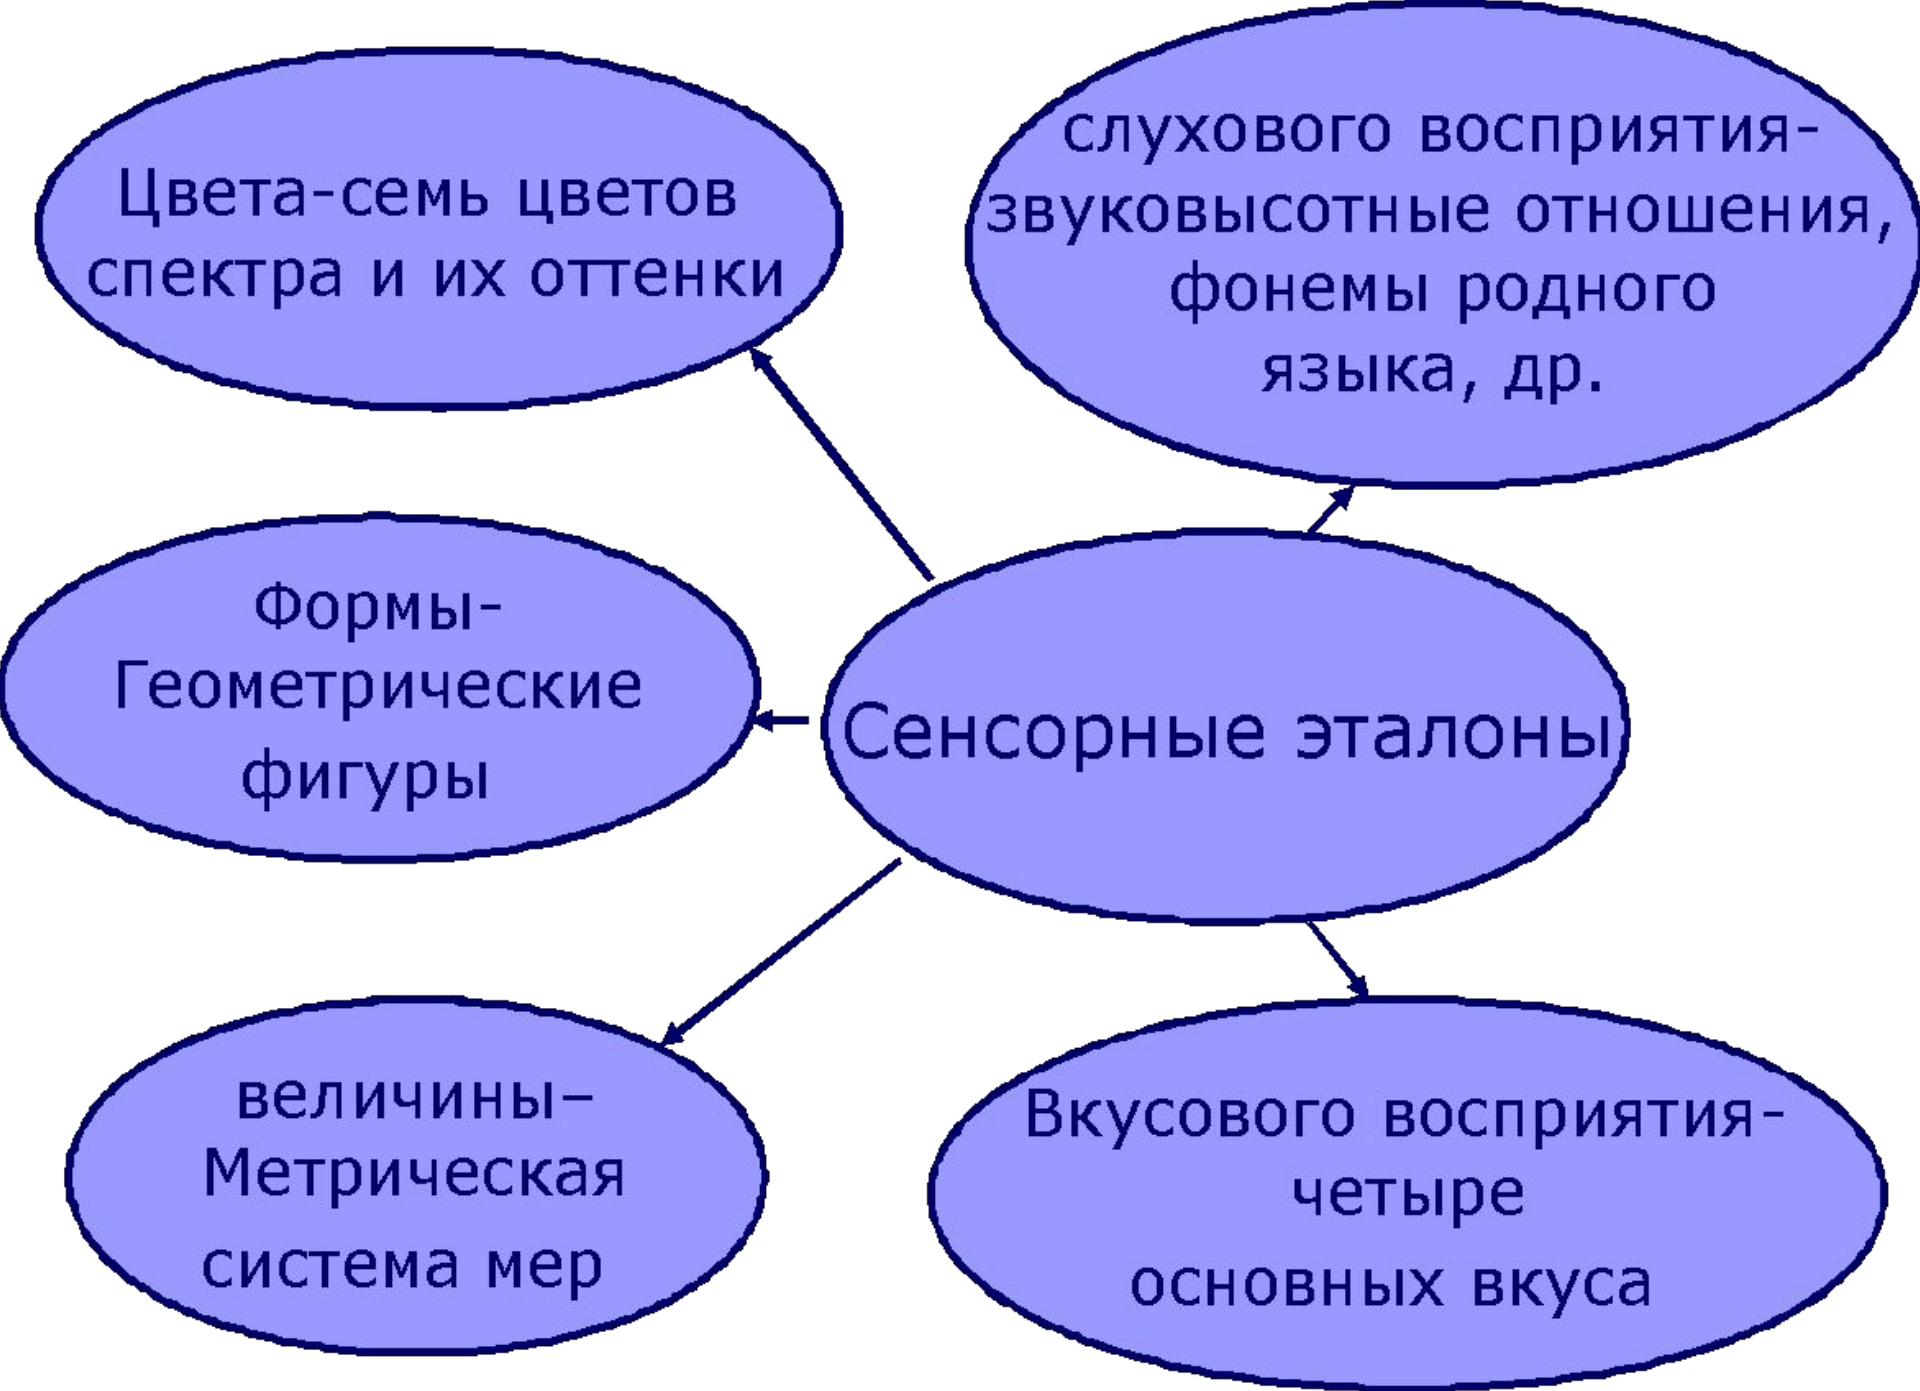 Цвета-семь цветов
спектра и их оттенки
слухового восприятия-
звуковысотные отношения,
фонемы родного
языка, др.
Формы-
Геометрические
фигуры
Сенсорные эталоны
величины–
Метрическая
система мер
Вкусового восприятия-
четыре
основных вкуса